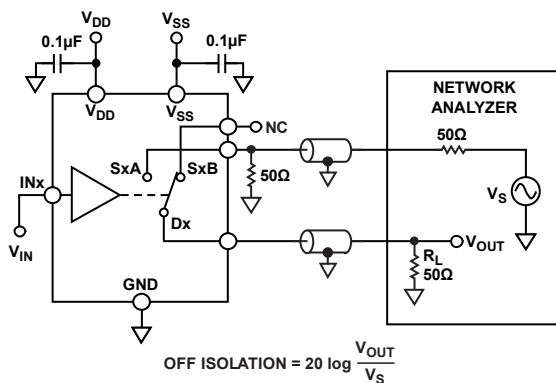 VDD
VSS
0.1µF
0.1µF
VDD
VSS
NC
NETWORK
ANALYZER
50Ω
SxA
SxB
50Ω
INx
VS
Dx
VIN
VOUT
RL
50Ω
GND
OFF ISOLATION = 20 log VOUT/VS